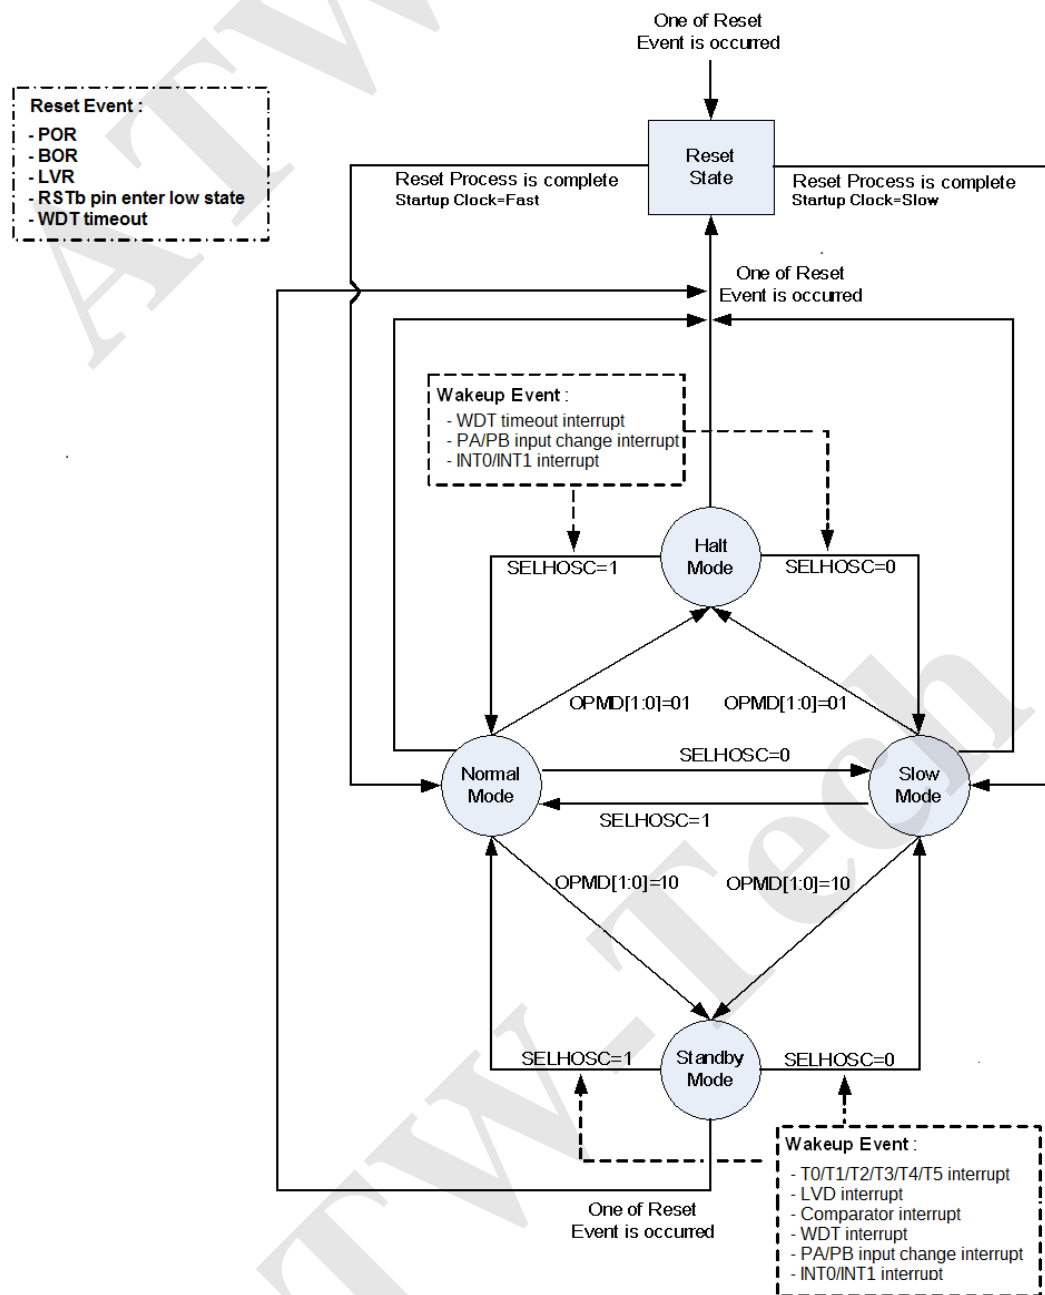 One of Reset
Event is occurred
Reset Event :
- POR
- BOR
- LVR
- RSTb pin enter low state
- WDT timeout
Reset
State
Reset Process is complete
Startup Clock=Fast
Reset Process is complete
Startup Clock=Slow
One of Reset
Event is occurred
Wakeup Event :
- WDT timeout interrupt
- PA/PB input change interrupt
- INT0/INT1 interrupt
Halt
Mode
SELHOSC=1
SELHOSC=0
OPMD[1:0]=01
OPMD[1:0]=01
Normal
Mode
SELHOSC=0
Slow
Mode
SELHOSC=1
OPMD[1:0]=10
OPMD[1:0]=10
Standby
Mode
SELHOSC=1
SELHOSC=0
Wakeup Event :
- T0/T1/T2/T3/T4/T5 interrupt
- LVD interrupt
- Comparator interrupt
- WDT interrupt
- PA/PB input change interrupt
- INT0/INT1 interrupt
One of Reset
Event is occurred
ATW
ATW-Tech